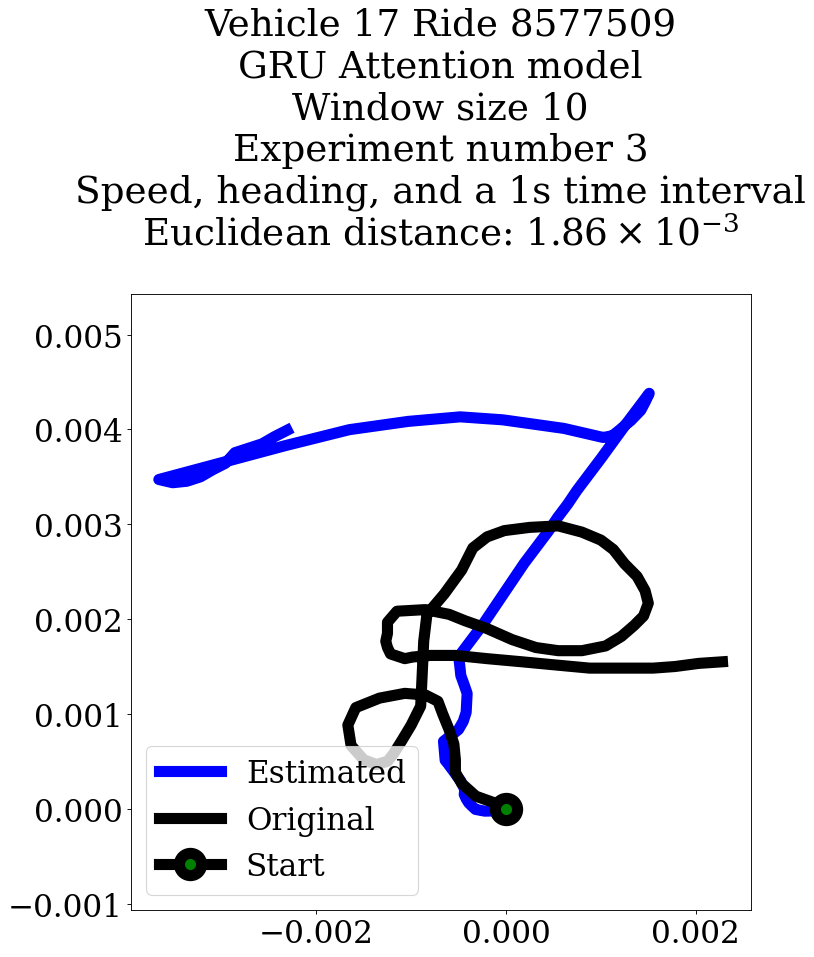 Vehicle 17 Ride 8577509
GRU Attention model
Window size 10
Experiment number 3
Speed, heading, and a 1s time interval
Euclidean distance: 1.86 × 10⁻³
0.005
0.004
0.003
0.002
0.001
0.000
−0.001
Estimated
Original
Start
−0.002 0.000 0.002